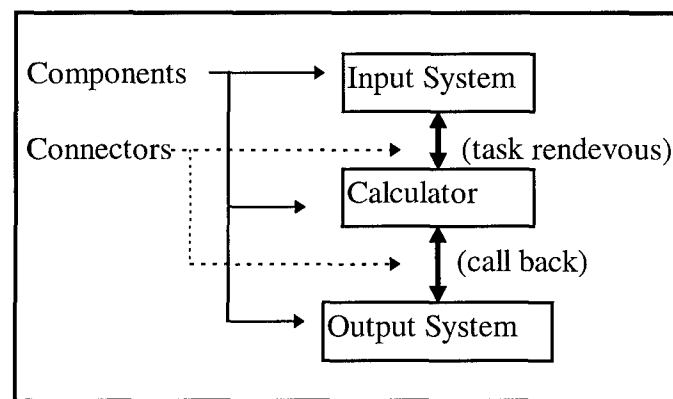 Components
Input System
Connectors
(task rendevous)
Calculator
(call back)
Output System